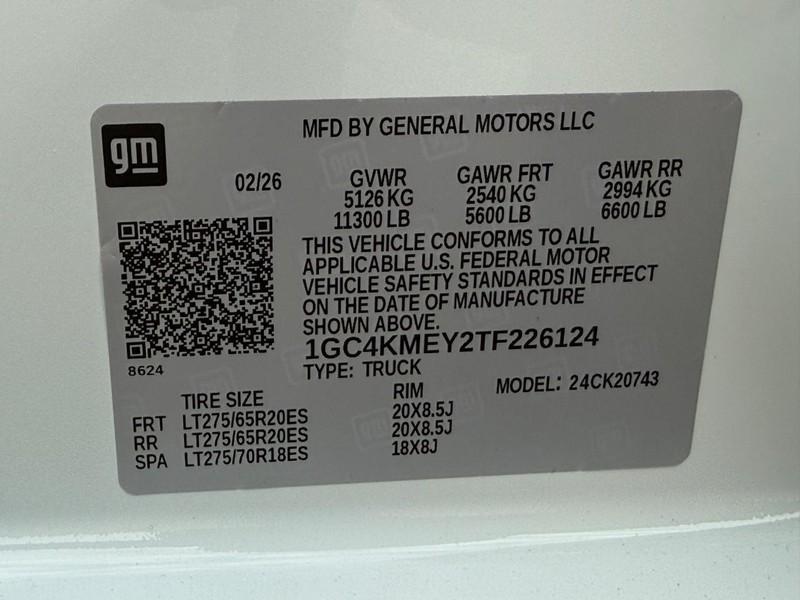 gm
MFD BY GENERAL MOTORS LLC
02/26 GVWR GAWR FRT GAWR RR
5126 KG 2540 KG 2994 KG
11300 LB 5600 LB 6600 LB
THIS VEHICLE CONFORMS TO ALL
APPLICABLE U.S. FEDERAL MOTOR
VEHICLE SAFETY STANDARDS IN EFFECT
ON THE DATE OF MANUFACTURE
SHOWN ABOVE.
1GC4KMEY2TF226124
8624
TYPE: TRUCK MODEL: 24CK20743
TIRE SIZE RIM
FRT LT275/65R20ES 20X8.5J
RR LT275/65R20ES 20X8.5J
SPA LT275/70R18ES 18X8J